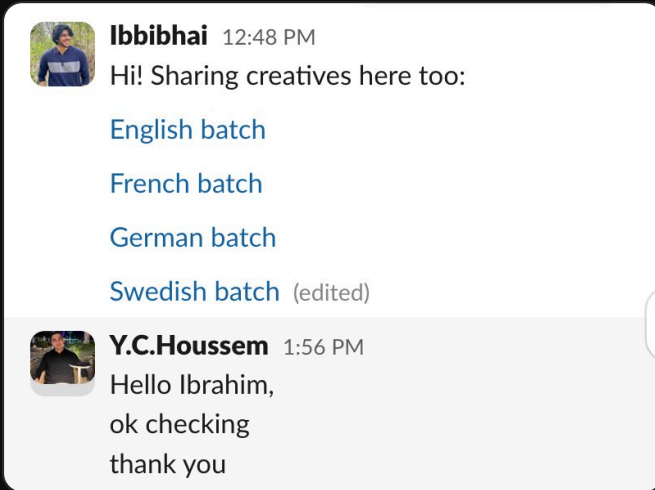 Ibbibhai 12:48 PM
Hi! Sharing creatives here too:
English batch
French batch
German batch
Swedish batch (edited)
Y.C.Houssem 1:56 PM
Hello Ibrahim,
ok checking
thank you